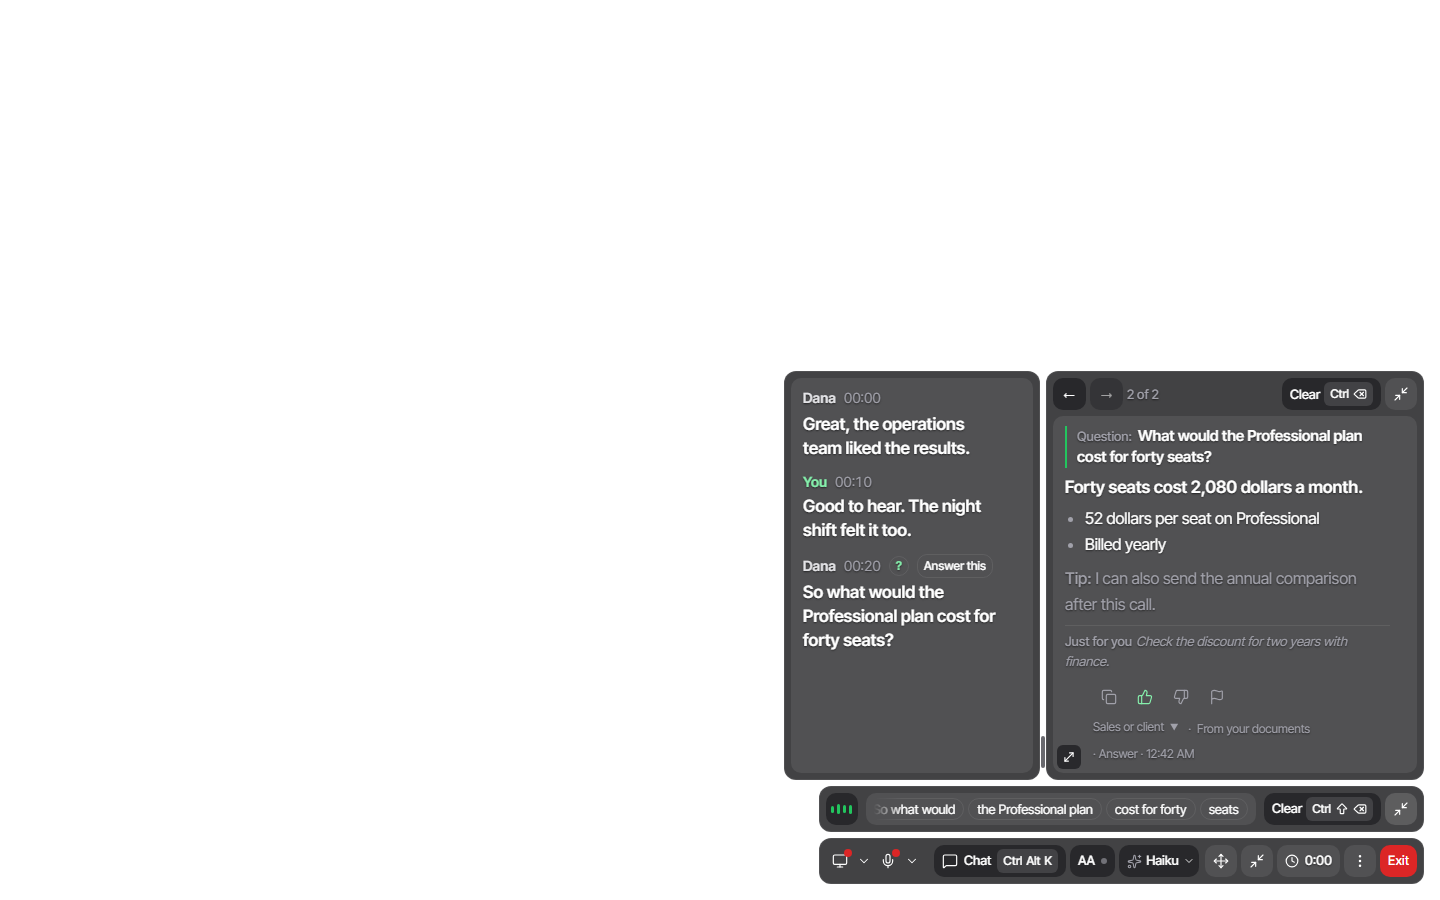 Dana 00:00
Great, the operations
team liked the results.
You 00:10
Good to hear. The night
shift felt it too.
Dana 00:20 ? Answer this
So what would the
Professional plan cost for
forty seats?
← → 2 of 2 Clear Ctrl
Question: What would the Professional plan
cost for forty seats?
Forty seats cost 2,080 dollars a month.
• 52 dollars per seat on Professional
• Billed yearly
Tip: I can also send the annual comparison
after this call.
Just for you Check the discount for two years with
finance.
Sales or client ▼ · From your documents
· Answer · 12:42 AM
So what would the Professional plan cost for forty seats Clear Ctrl
Chat Ctrl Alt K AA Haiku 0:00 Exit